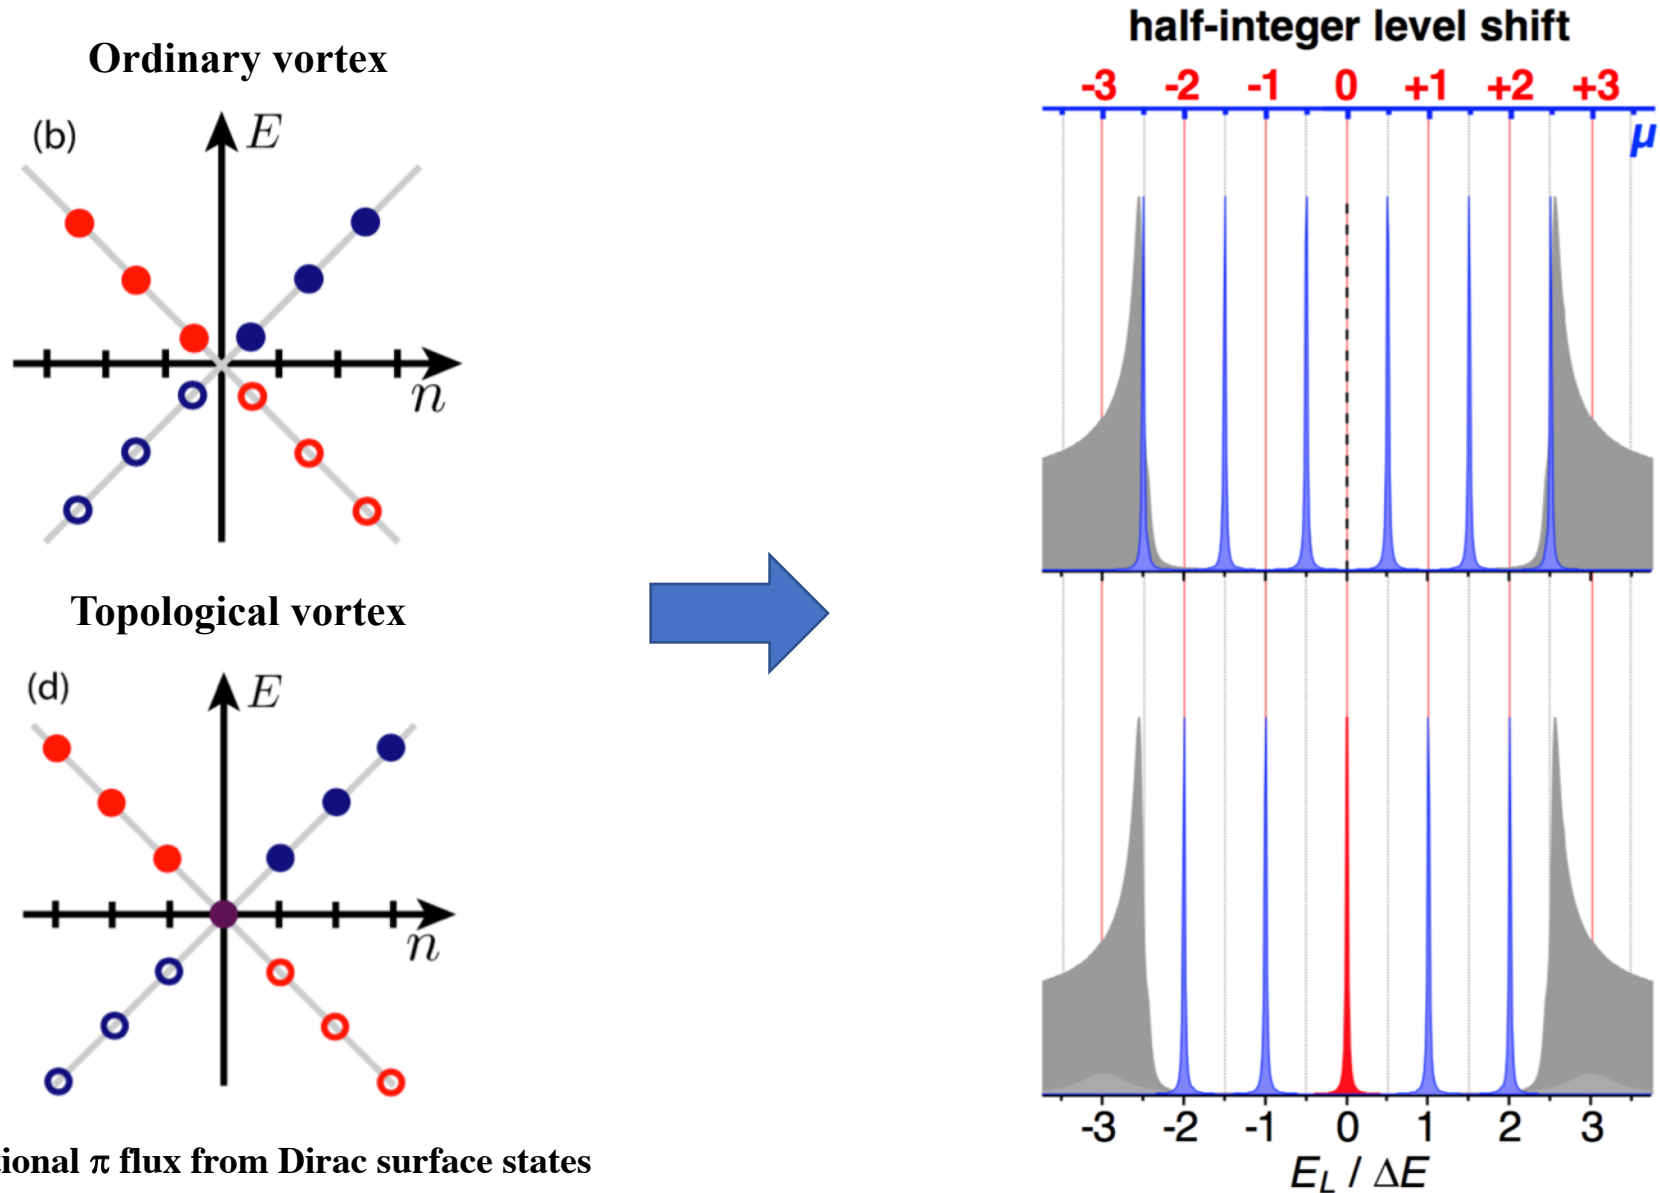 Ordinary vortex
(b)
E
n
Topological vortex
(d)
E
n
tional π flux from Dirac surface states
half-integer level shift
-3 -2 -1 0 +1 +2 +3
μ
-3 -2 -1 0 1 2 3
E_L / ΔE